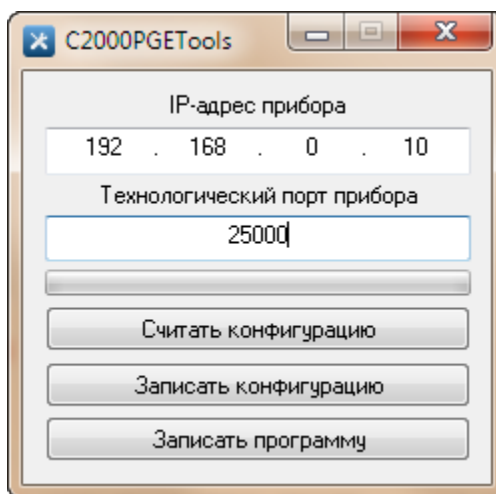 C2000PGETools
IP-адрес прибора
192 . 168 . 0 . 10
Технологический порт прибора
25000
Считать конфигурацию
Записать конфигурацию
Записать программу